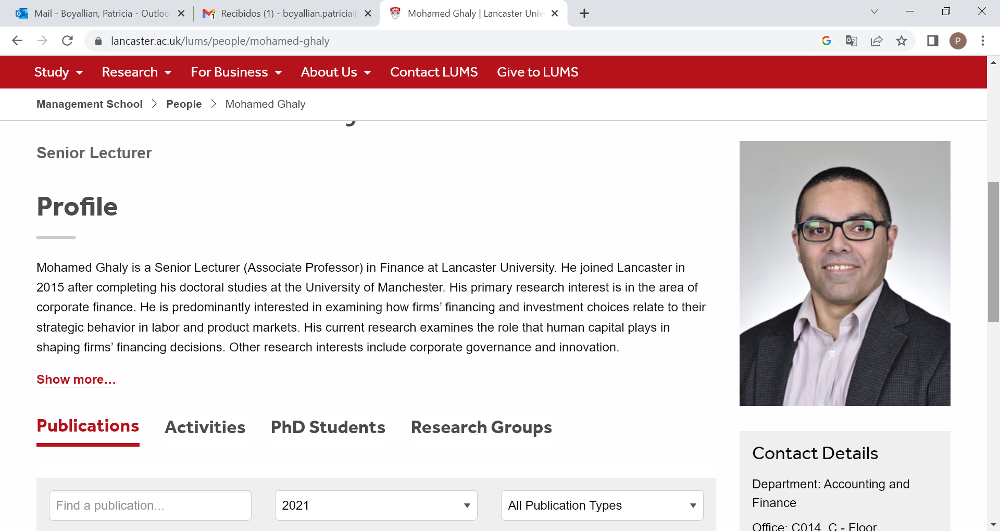 Mail - Boyallian, Patricia - Outloo
Recibidos (1) - boyallian.patricia@
Mohamed Ghaly | Lancaster Univ
lancaster.ac.uk/lums/people/mohamed-ghaly
P
Study Research For Business About Us Contact LUMS Give to LUMS
Management School > People > Mohamed Ghaly
Senior Lecturer
Profile
Mohamed Ghaly is a Senior Lecturer (Associate Professor) in Finance at Lancaster University. He joined Lancaster in
2015 after completing his doctoral studies at the University of Manchester. His primary research interest is in the area of
corporate finance. He is predominantly interested in examining how firms’ financing and investment choices relate to their
strategic behavior in labor and product markets. His current research examines the role that human capital plays in
shaping firms’ financing decisions. Other research interests include corporate governance and innovation.
Show more...
Publications Activities PhD Students Research Groups
Find a publication...
2021
All Publication Types
Contact Details
Department: Accounting and
Finance
Office: C014, C - Floor